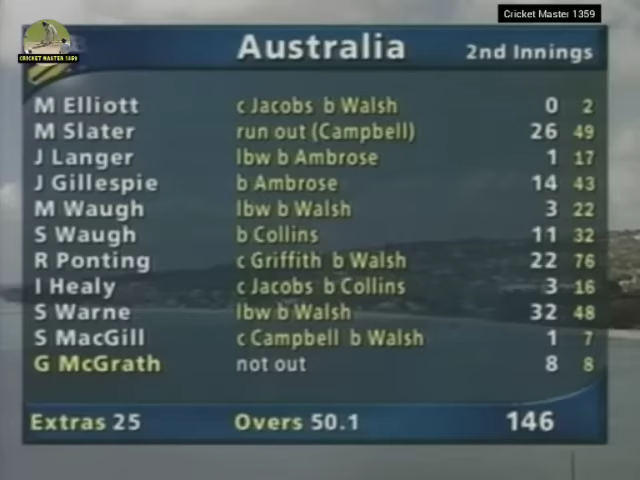 Cricket Master 1359
CRICKET MASTER 1359
Australia 2nd Innings
M Elliott c Jacobs b Walsh 0 2
M Slater run out (Campbell) 26 49
J Langer lbw b Ambrose 1 17
J Gillespie b Ambrose 14 43
M Waugh lbw b Walsh 3 22
S Waugh b Collins 11 32
R Ponting c Griffith b Walsh 22 76
I Healy c Jacobs b Collins 3 16
S Warne lbw b Walsh 32 48
S MacGill c Campbell b Walsh 1 7
G McGrath not out 8 8
Extras 25 Overs 50.1 146